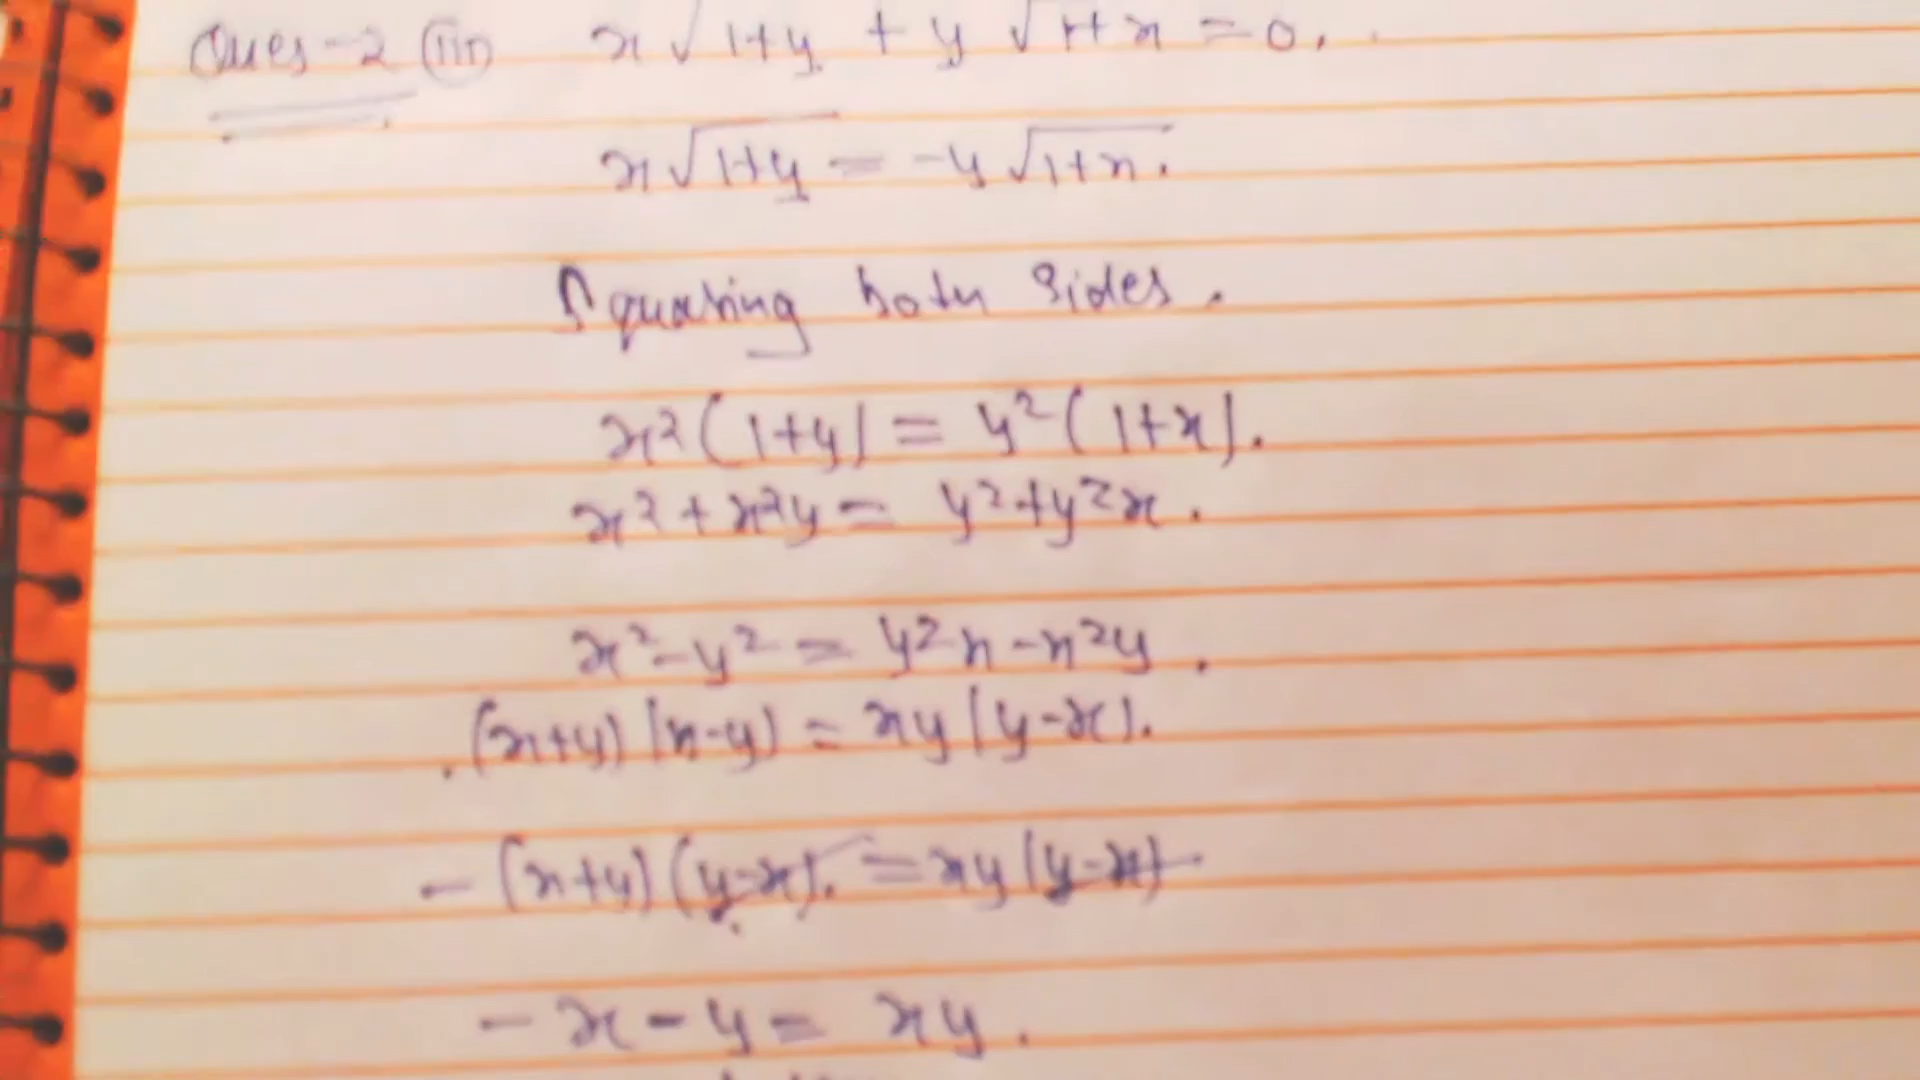 Ques-2 (iii) x√1+y + y √1+x = 0.
x√1+y = -y √1+x.
Squaring both sides.
x²(1+y) = y²(1+x).
x²+x²y = y²+y²x.
x²-y² = y²x-x²y.
(x+y)(x-y) = xy(y-x).
-(x+y)(y-x). = xy(y-x)
-x-y = xy.